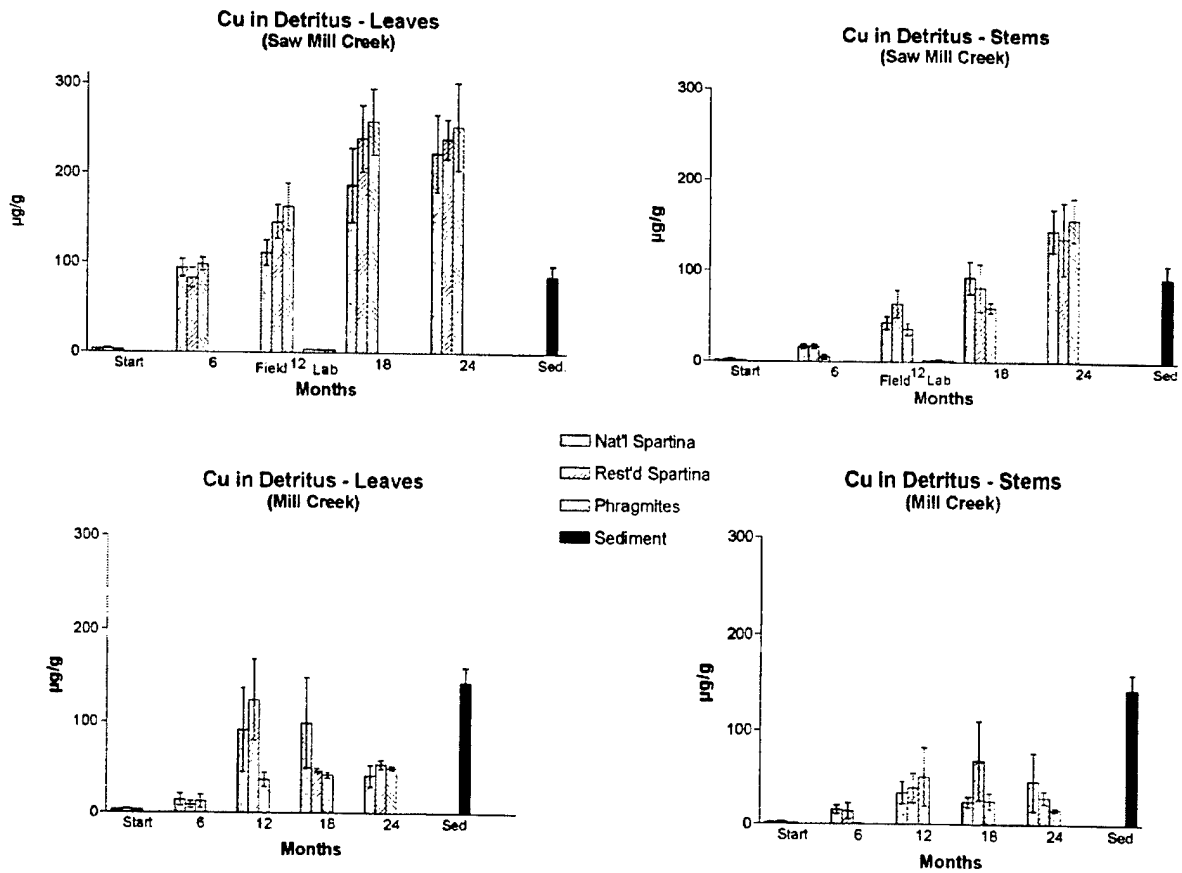 Cu in Detritus - Leaves
(Saw Mill Creek)
300
200
100
0
µg/g
Start
6
Field
12
Lab
18
24
Sed.
Months
Cu in Detritus - Stems
(Saw Mill Creek)
300
200
100
0
µg/g
Start
6
Field
12
Lab
18
24
Sed
Months
Nat'l Spartina
Rest'd Spartina
Phragmites
Sediment
Cu in Detritus - Leaves
(Mill Creek)
300
200
100
0
µg/g
Start
6
12
18
24
Sed
Months
Cu in Detritus - Stems
(Mill Creek)
300
200
100
0
µg/g
Start
6
12
18
24
Sed
Months